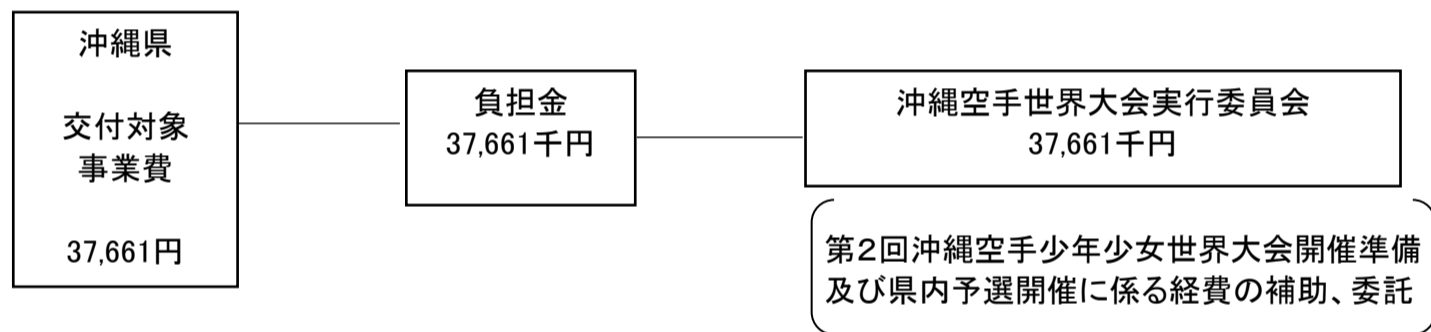 沖縄県
交付対象
事業費
37,661円
負担金
37,661千円
沖縄空手世界大会実行委員会
37,661千円
第2回沖縄空手少年少女世界大会開催準備
及び県内予選開催に係る経費の補助、委託